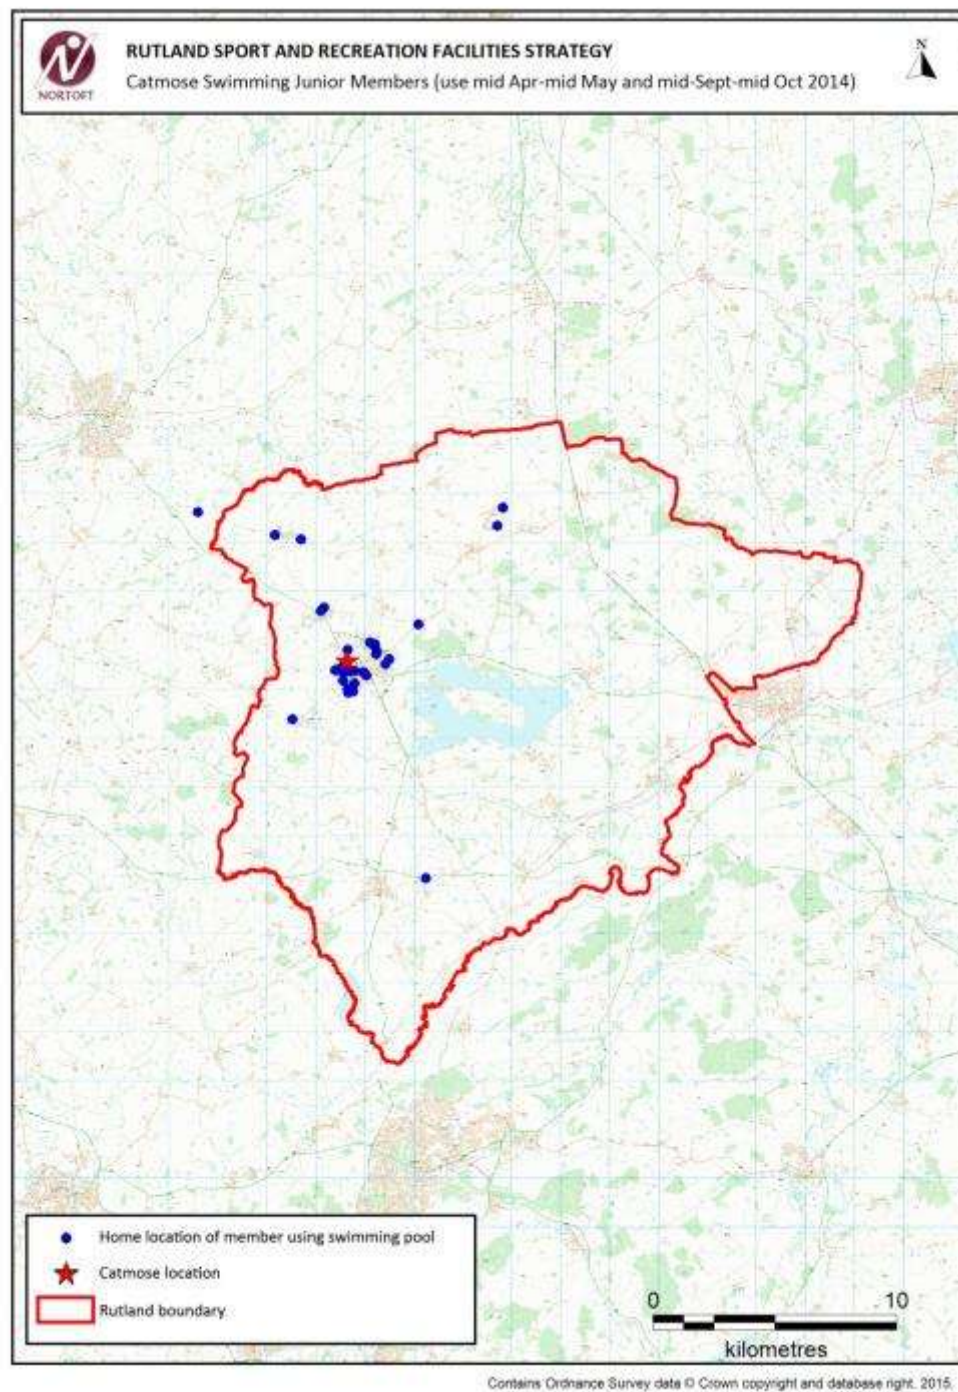 NORTOFT
RUTLAND SPORT AND RECREATION FACILITIES STRATEGY
Catmose Swimming Junior Members (use mid Apr-mid May and mid-Sept-mid Oct 2014)
N
Home location of member using swimming pool
Catmose location
Rutland boundary
0 10
kilometres
Contains Ordnance Survey data © Crown copyright and database right. 2015.